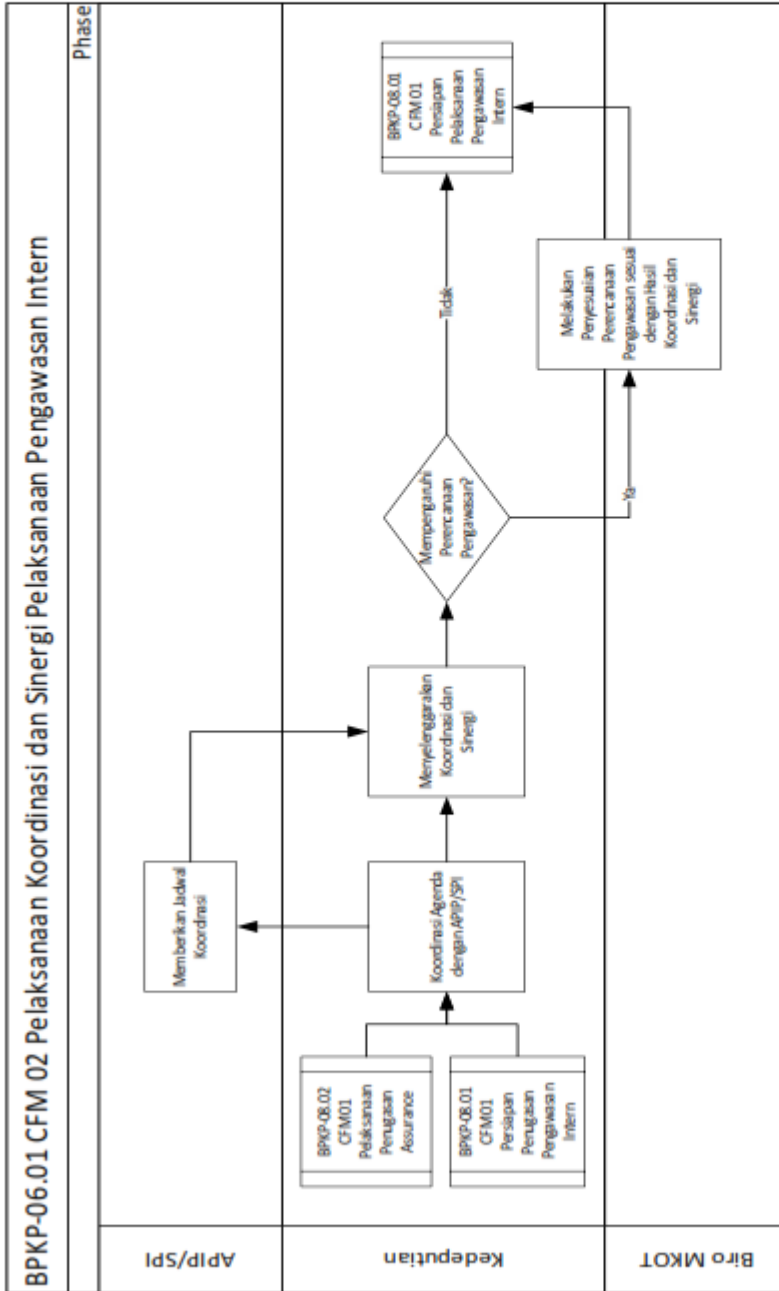 BPKP-06.01 CFM 02 Pelaksanaan Koordinasi dan Sinergi Pelaksanaan Pengawasan Intern
Phase
APIP/SPI
Memberikan Jadwal
Koordinasi
Kedeputian
BPKP-08.02
CFM01
Pelaksanaan
Penugasan
Assurance
BPKP-08.01
CFM01
Persiapan
Penugasan
Pengawasan
Intern
Koordinasi Agenda
dengan APIP/SPI
Menyelenggarakan
Koordinasi dan
Sinergi
Mempengaruhi
Perencanaan
Pengawasan?
Tidak
BPKP-08.01
CFM 01
Persiapan
Pelaksanaan
Pengawasan
Intern
Ya
Biro MKOT
Melakukan
Penyesuaian
Perencanaan
Pengawasan sesuai
dengan Hasil
Koordinasi dan
Sinergi